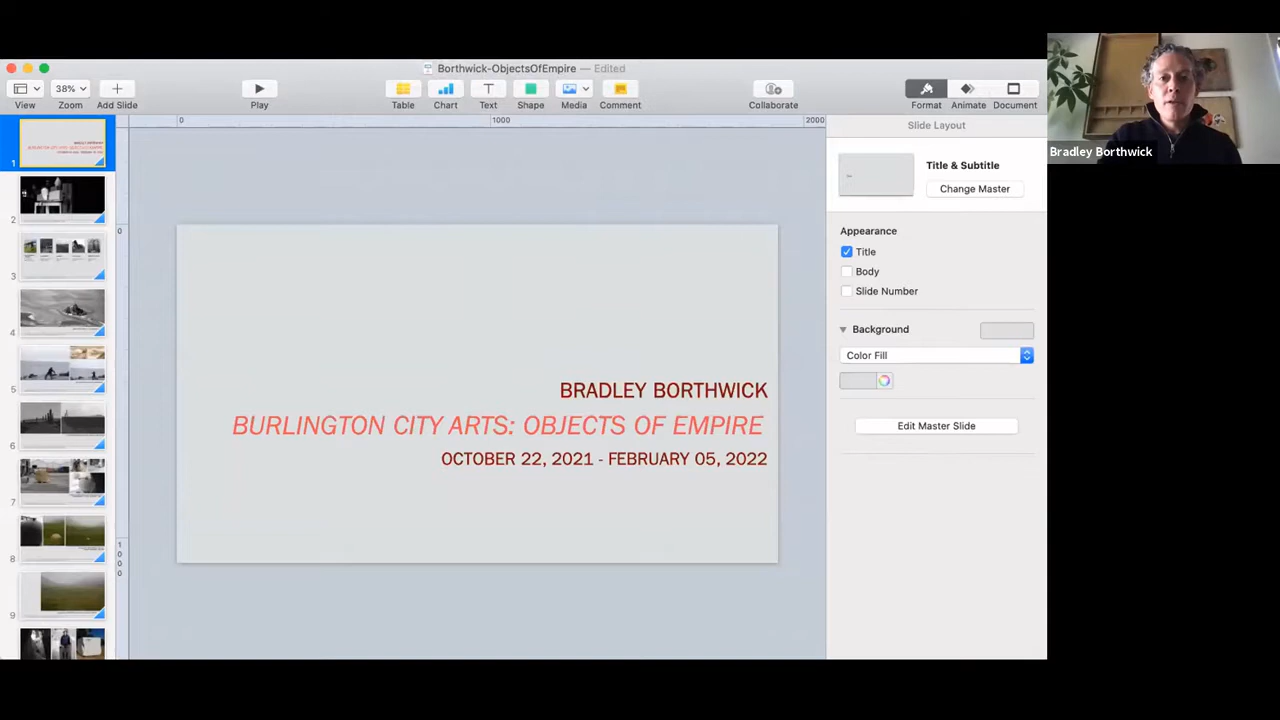 Borthwick-ObjectsOfEmpire — Edited
38%
View
Zoom
Add Slide
Play
Table
Chart
Text
Shape
Media
Comment
Collaborate
Format
Animate
Document
0
1000
2000
Slide Layout
Title & Subtitle
Change Master
Appearance
Title
Body
Slide Number
Background
Color Fill
Edit Master Slide
0
1000
BRADLEY BORTHWICK
BURLINGTON CITY ARTS: OBJECTS OF EMPIRE
OCTOBER 22, 2021 - FEBRUARY 05, 2022
1
2
3
4
5
6
7
8
9
Bradley Borthwick